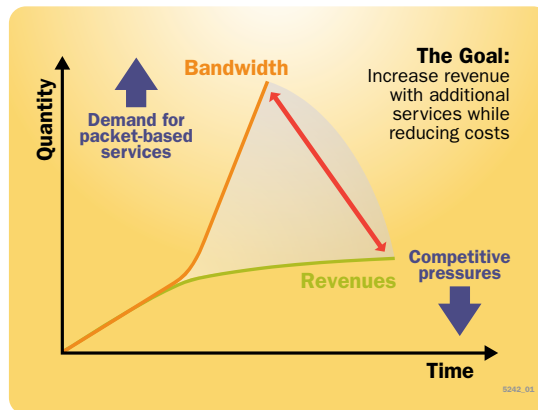 Bandwidth
The Goal:
Increase revenue
with additional
services while
reducing costs
Quantity
Demand for
packet-based
services
Competitive
pressures
Revenues
Time
5242_01